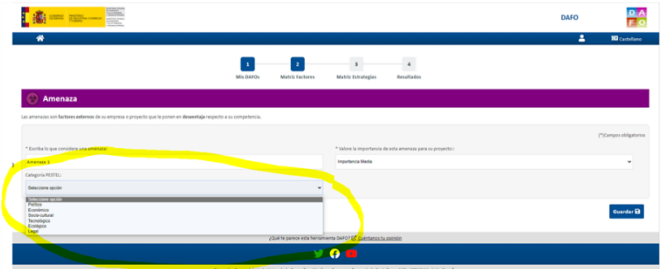 DAFO
DA
FO
Castellano
1
2
3
4
Mis DAFOs
Matriz Factores
Matriz Estrategias
Resultados
Amenaza
Las amenazas son factores externos de su empresa o proyecto que le ponen en desventaja respecto a su competencia.
(*)Campos obligatorios
* Escriba lo que considere una amenaza:
* Valore la importancia de esta amenaza para su proyecto:
Amenaza 1
Importancia Media
Categoría PESTEL:
Seleccione opción
Seleccione opción
Político
Económico
Socio-cultural
Tecnológico
Ecológico
Legal
Guardar
¿Qué te parece esta herramienta DAFO? Cuéntanos tu opinión